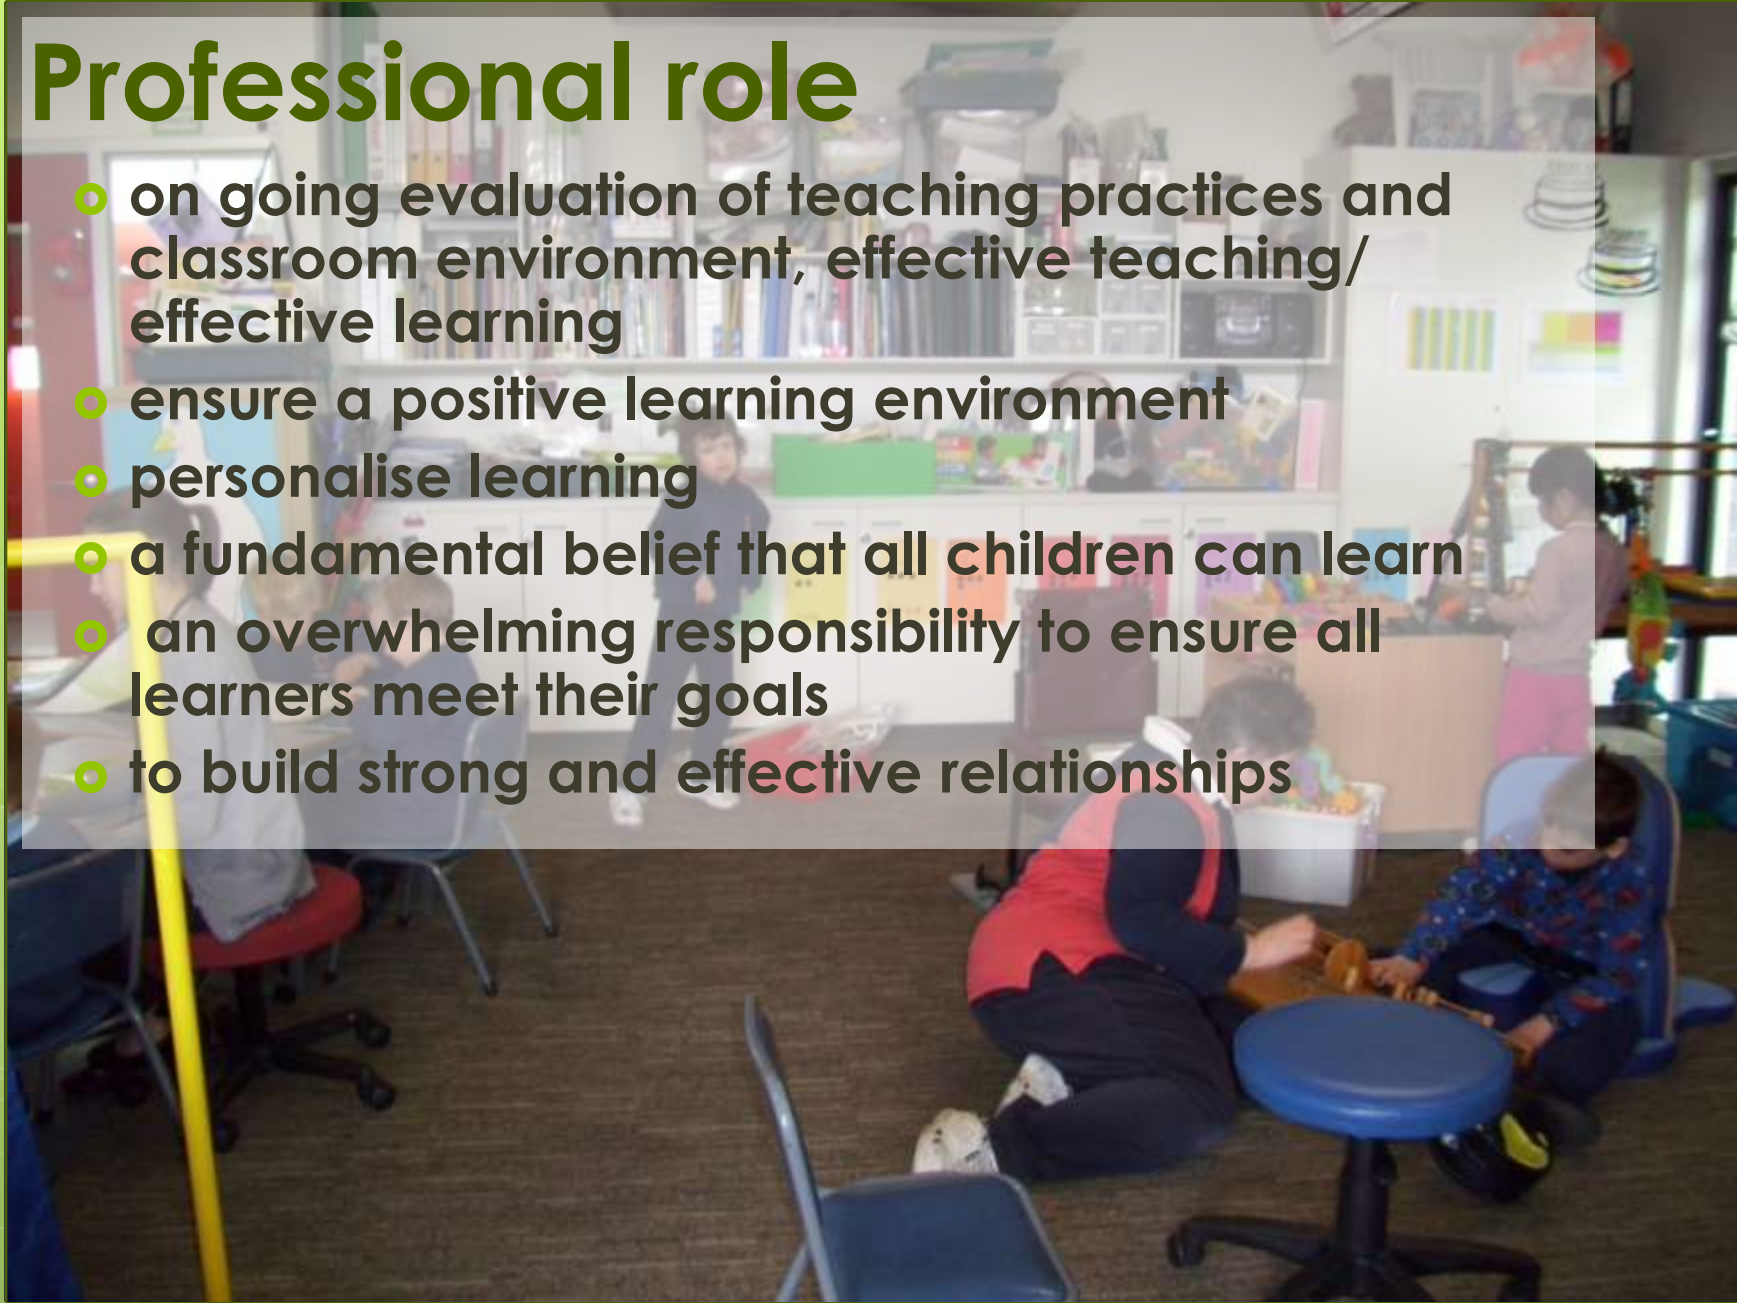 Professional role
on going evaluation of teaching practices and
classroom environment, effective teaching/
effective learning
ensure a positive learning environment
personalise learning
a fundamental belief that all children can learn
an overwhelming responsibility to ensure all
learners meet their goals
to build strong and effective relationships